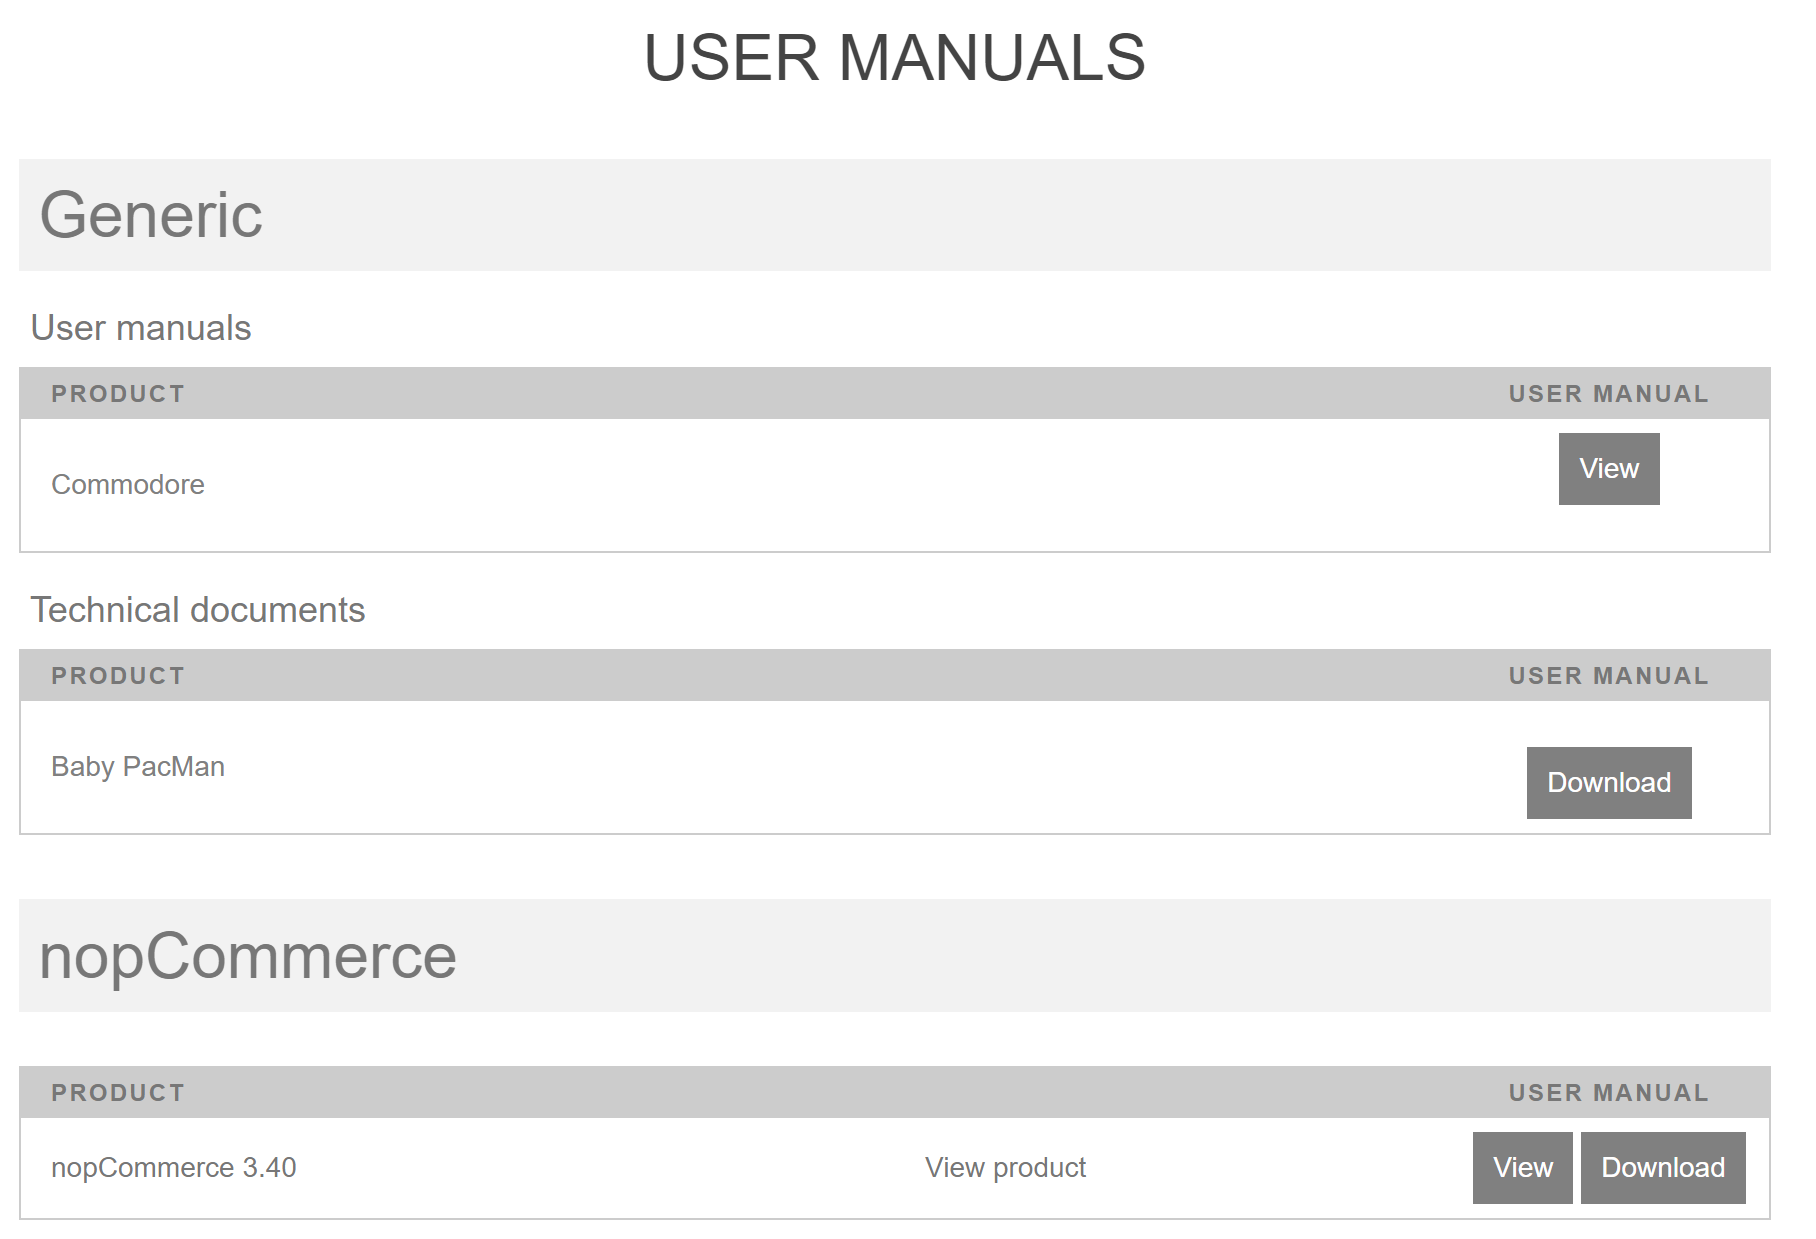 USER MANUALS
Generic
User manuals
PRODUCT USER MANUAL
Commodore View
Technical documents
PRODUCT USER MANUAL
Baby PacMan Download
nopCommerce
PRODUCT USER MANUAL
nopCommerce 3.40 View product View Download